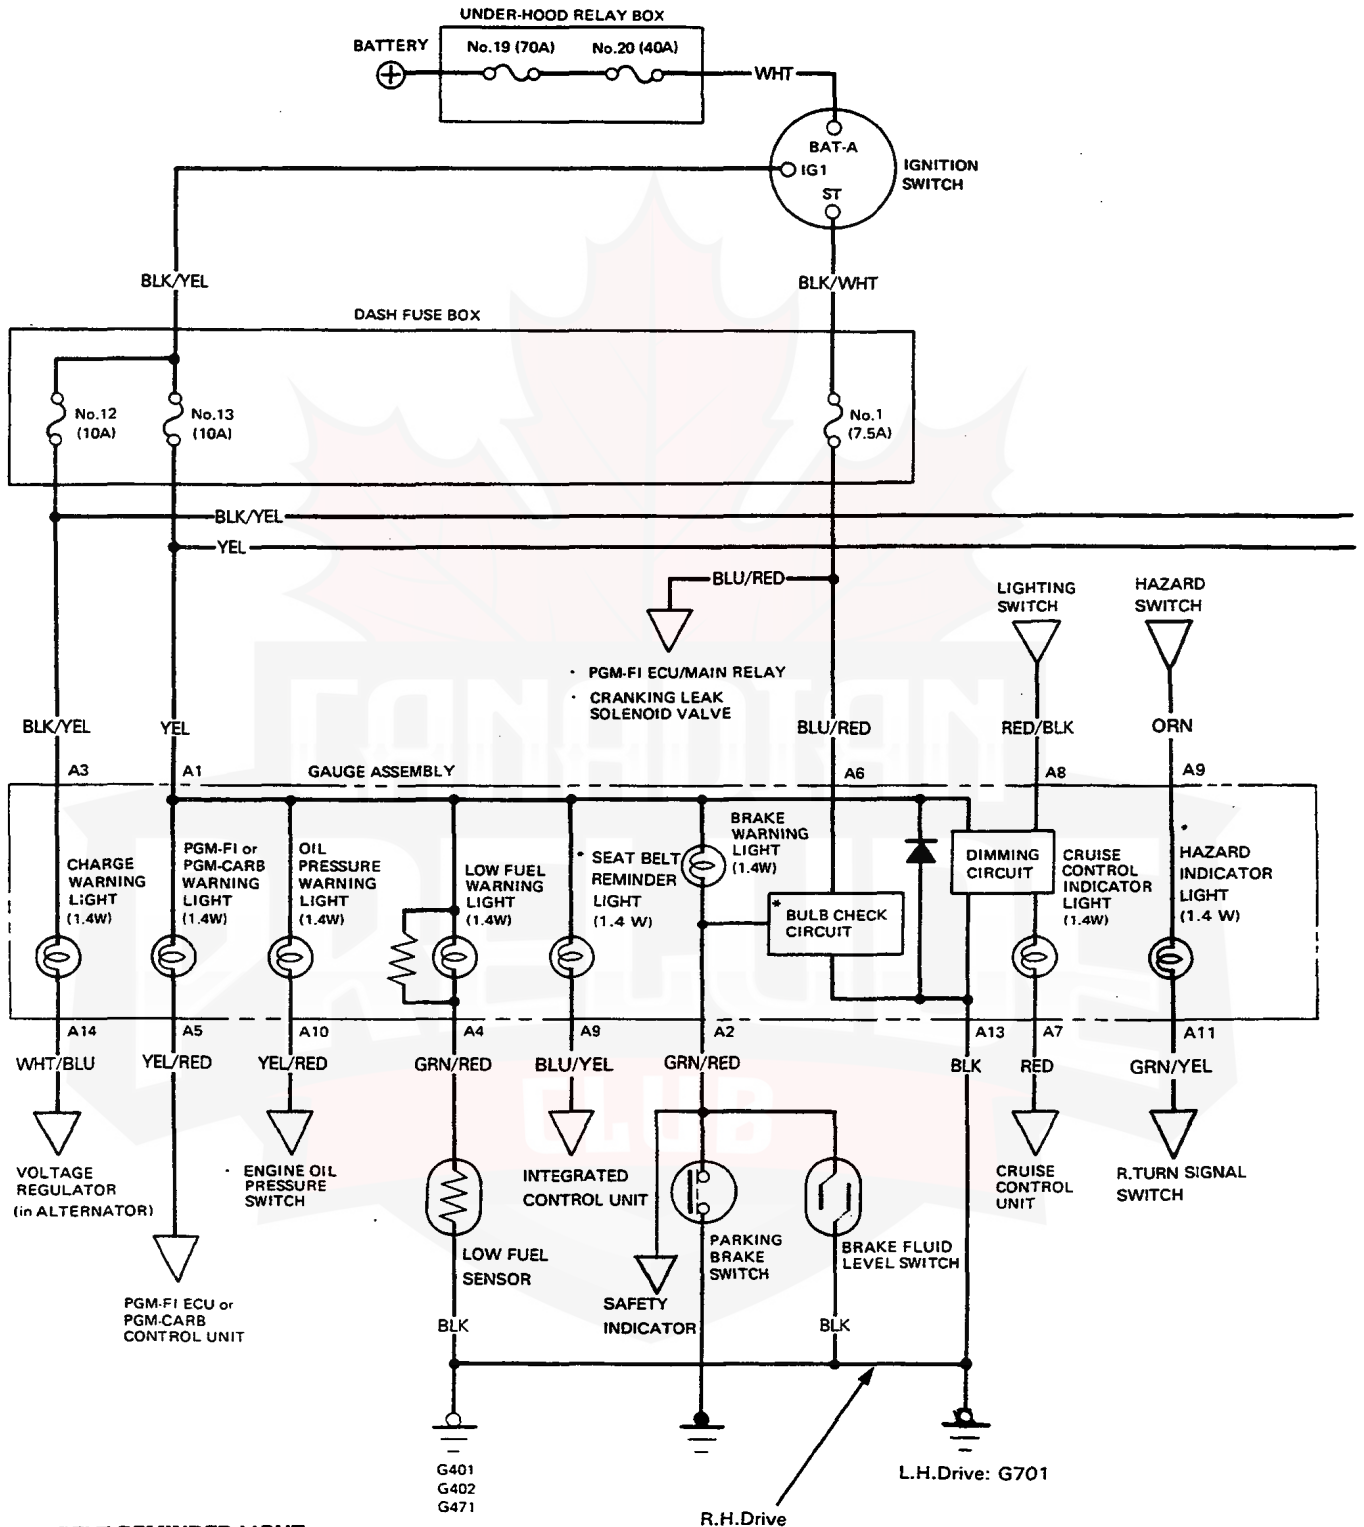 UNDER-HOOD RELAY BOX
BATTERY
No.19 (70A)
No.20 (40A)
WHT
BAT-A
IG1
ST
IGNITION
SWITCH
BLK/YEL
BLK/WHT
DASH FUSE BOX
No.12
(10A)
No.13
(10A)
No.1
(7.5A)
BLK/YEL
YEL
BLU/RED
LIGHTING
SWITCH
HAZARD
SWITCH
• PGM-FI ECU/MAIN RELAY
• CRANKING LEAK
SOLENOID VALVE
CANADIAN
PRELUDE
CLUB
BLK/YEL
YEL
BLU/RED
RED/BLK
ORN
A3
A1
GAUGE ASSEMBLY
A6
A8
A9
CHARGE
WARNING
LIGHT
(1.4W)
PGM-FI or
PGM-CARB
WARNING
LIGHT
(1.4W)
OIL
PRESSURE
WARNING
LIGHT
(1.4W)
LOW FUEL
WARNING
LIGHT
(1.4W)
• SEAT BELT
REMINDER
LIGHT
(1.4 W)
BRAKE
WARNING
LIGHT
(1.4W)
* BULB CHECK
CIRCUIT
DIMMING
CIRCUIT
CRUISE
CONTROL
INDICATOR
LIGHT
(1.4W)
HAZARD
INDICATOR
LIGHT
(1.4 W)
A14
A5
A10
A4
A9
A2
A13
A7
A11
WHT/BLU
YEL/RED
YEL/RED
GRN/RED
BLU/YEL
GRN/RED
BLK
RED
GRN/YEL
VOLTAGE
REGULATOR
(in ALTERNATOR)
PGM-FI ECU or
PGM-CARB
CONTROL UNIT
ENGINE OIL
PRESSURE
SWITCH
LOW FUEL
SENSOR
INTEGRATED
CONTROL UNIT
SAFETY
INDICATOR
PARKING
BRAKE
SWITCH
BRAKE FLUID
LEVEL SWITCH
CRUISE
CONTROL
UNIT
R.TURN SIGNAL
SWITCH
BLK
BLK
G401
G402
G471
L.H.Drive: G701
R.H.Drive